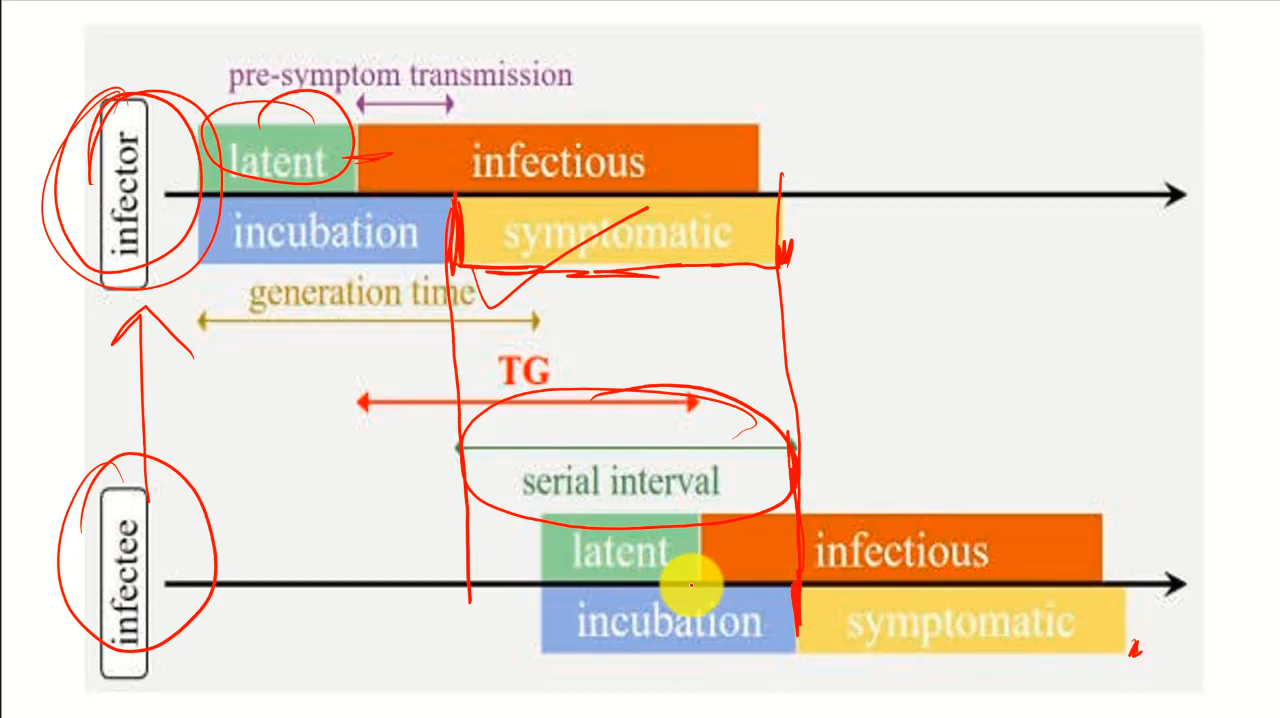 pre-symptom transmission
infector
latent
infectious
incubation
symptomatic
generation time
TG
serial interval
infectee
latent
infectious
incubation
symptomatic